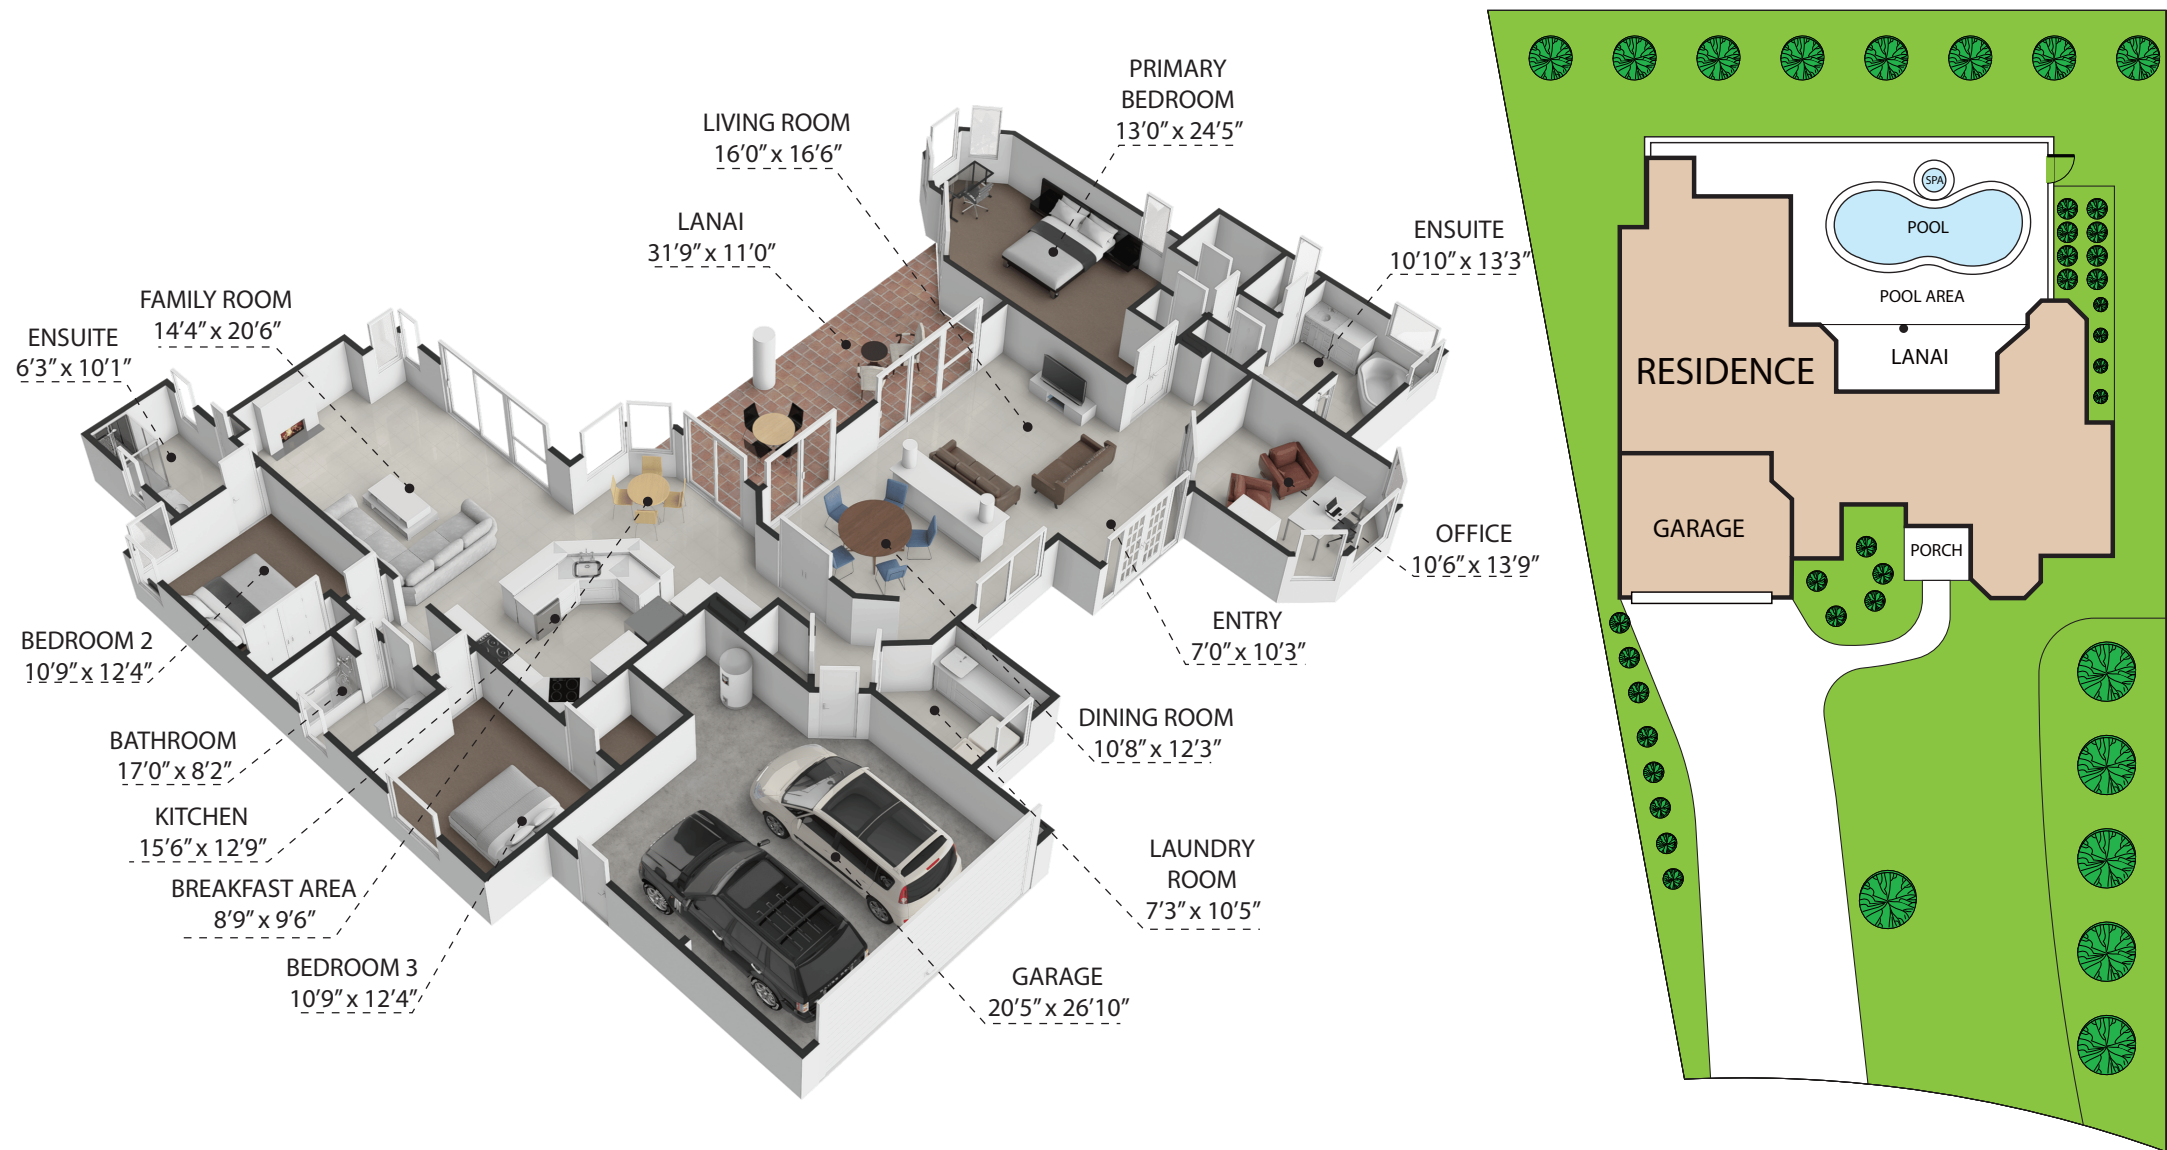 PRIMARY
BEDROOM
13’0” x 24’5”
LIVING ROOM
16’0” x 16’6”
LANAI
31’9” x 11’0”
ENSUITE
10’10” x 13’3”
FAMILY ROOM
14’4” x 20’6”
ENSUITE
6’3” x 10’1”
OFFICE
10’6” x 13’9”
ENTRY
7’0” x 10’3”
BEDROOM 2
10’9” x 12’4”
DINING ROOM
10’8” x 12’3”
BATHROOM
17’0” x 8’2”
KITCHEN
15’6” x 12’9”
LAUNDRY
ROOM
7’3” x 10’5”
BREAKFAST AREA
8’9” x 9’6”
BEDROOM 3
10’9” x 12’4”
GARAGE
20’5” x 26’10”
SPA
POOL
POOL AREA
LANAI
RESIDENCE
GARAGE
PORCH